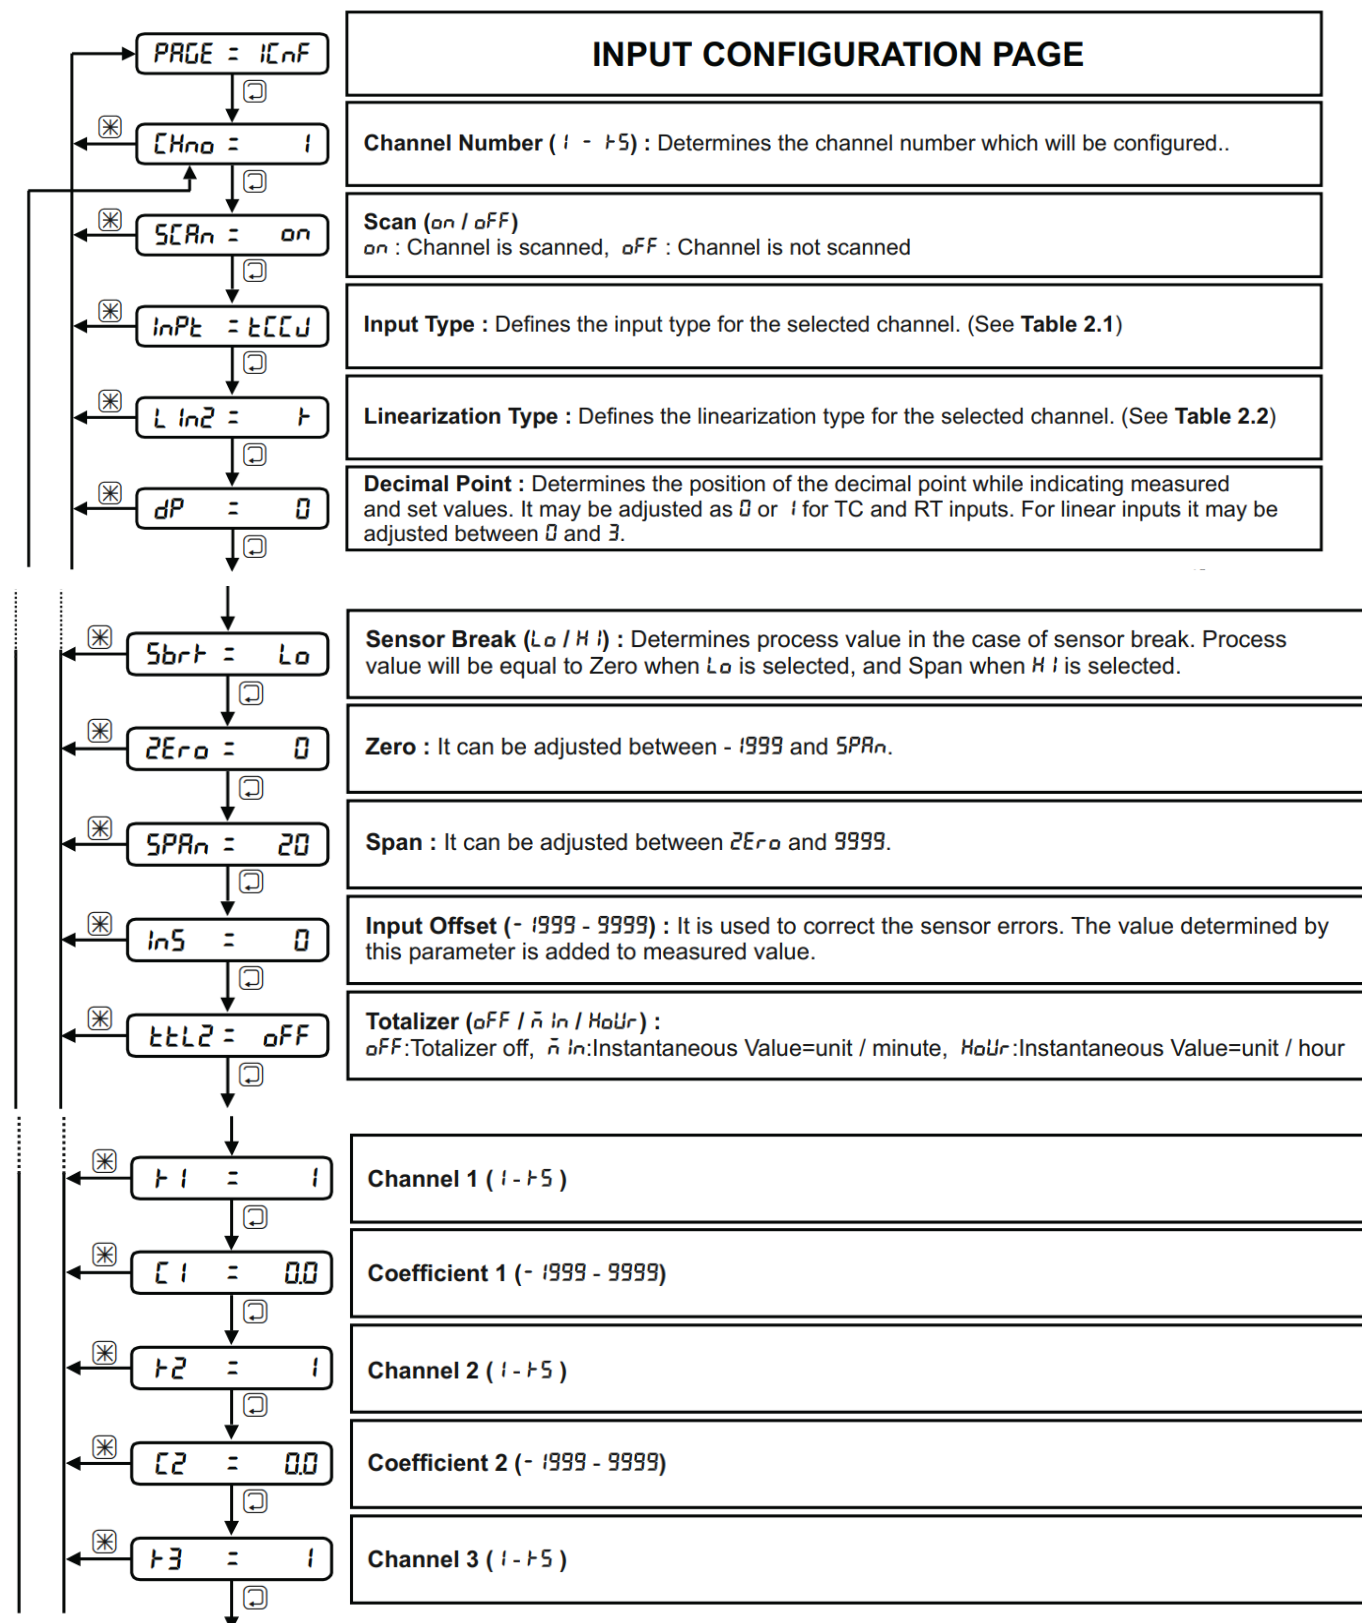 PAGE = ICnF
INPUT CONFIGURATION PAGE
CHno = 1
Channel Number ( 1 - k5) : Determines the channel number which will be configured..
SCAn = on
Scan (on / oFF)
on : Channel is scanned, oFF : Channel is not scanned
InPt = tCCJ
Input Type : Defines the input type for the selected channel. (See Table 2.1)
LIn2 = k
Linearization Type : Defines the linearization type for the selected channel. (See Table 2.2)
dP = 0
Decimal Point : Determines the position of the decimal point while indicating measured
and set values. It may be adjusted as 0 or 1 for TC and RT inputs. For linear inputs it may be
adjusted between 0 and 3.
Sbrk = Lo
Sensor Break (Lo / HI) : Determines process value in the case of sensor break. Process
value will be equal to Zero when Lo is selected, and Span when HI is selected.
2Ero = 0
Zero : It can be adjusted between - 1999 and SPAn.
SPAn = 20
Span : It can be adjusted between 2Ero and 9999.
InS = 0
Input Offset (- 1999 - 9999) : It is used to correct the sensor errors. The value determined by
this parameter is added to measured value.
ttL2 = oFF
Totalizer (oFF / n̄ In / HoUr) :
oFF:Totalizer off, n̄ In:Instantaneous Value=unit / minute, HoUr:Instantaneous Value=unit / hour
k1 = 1
Channel 1 ( 1 - k5 )
C1 = 0.0
Coefficient 1 (- 1999 - 9999)
k2 = 1
Channel 2 ( 1 - k5 )
C2 = 0.0
Coefficient 2 (- 1999 - 9999)
k3 = 1
Channel 3 ( 1 - k5 )